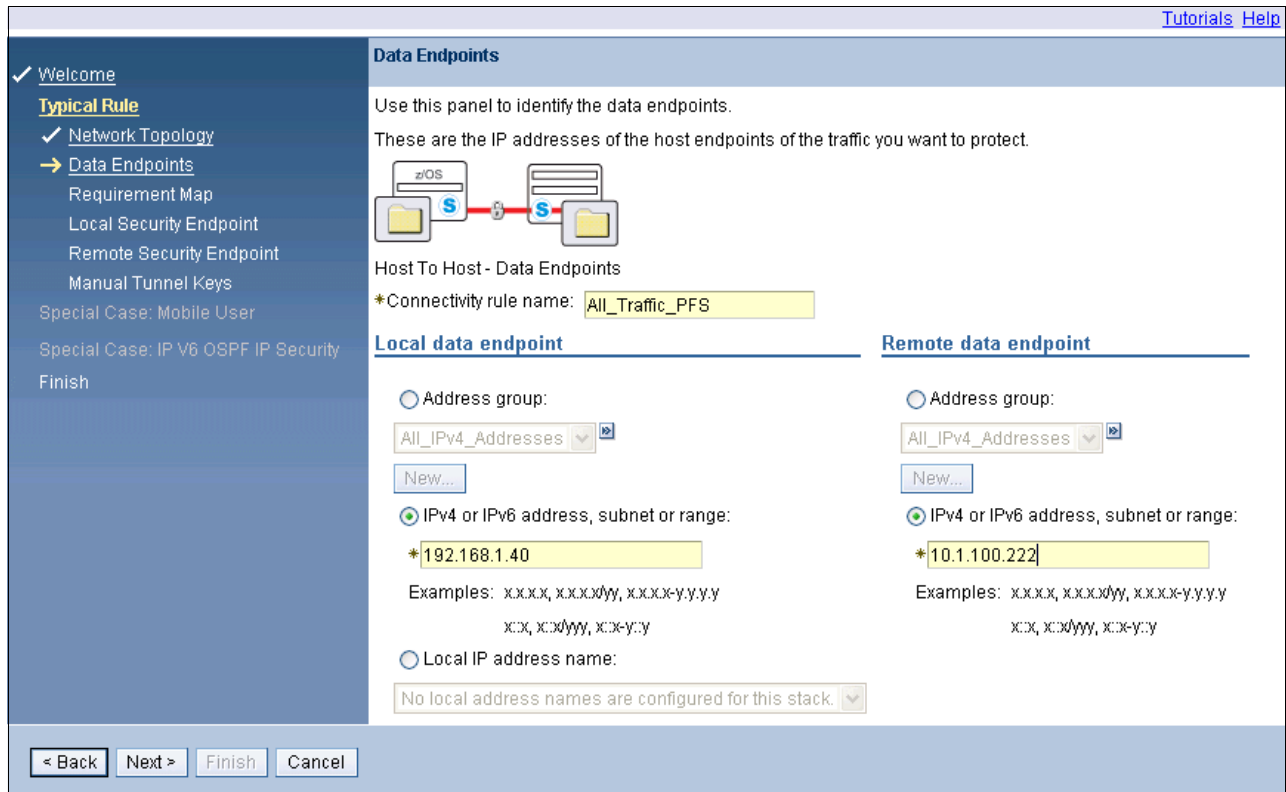 Tutorials Help
Welcome
Typical Rule
Network Topology
Data Endpoints
Requirement Map
Local Security Endpoint
Remote Security Endpoint
Manual Tunnel Keys
Special Case: Mobile User
Special Case: IP V6 OSPF IP Security
Finish
Data Endpoints
Use this panel to identify the data endpoints.
These are the IP addresses of the host endpoints of the traffic you want to protect.
z/OS
S S
Host To Host - Data Endpoints
*Connectivity rule name: All_Traffic_PFS
Local data endpoint
Address group:
All_IPv4_Addresses
New...
IPv4 or IPv6 address, subnet or range:
*192.168.1.40
Examples: x.x.x.x, x.x.x.x/yy, x.x.x.x-y.y.y.y
x::x, x::x/yyy, x::x-y::y
Local IP address name:
No local address names are configured for this stack.
Remote data endpoint
Address group:
All_IPv4_Addresses
New...
IPv4 or IPv6 address, subnet or range:
*10.1.100.222
Examples: x.x.x.x, x.x.x.x/yy, x.x.x.x-y.y.y.y
x::x, x::x/yyy, x::x-y::y
< Back Next > Finish Cancel